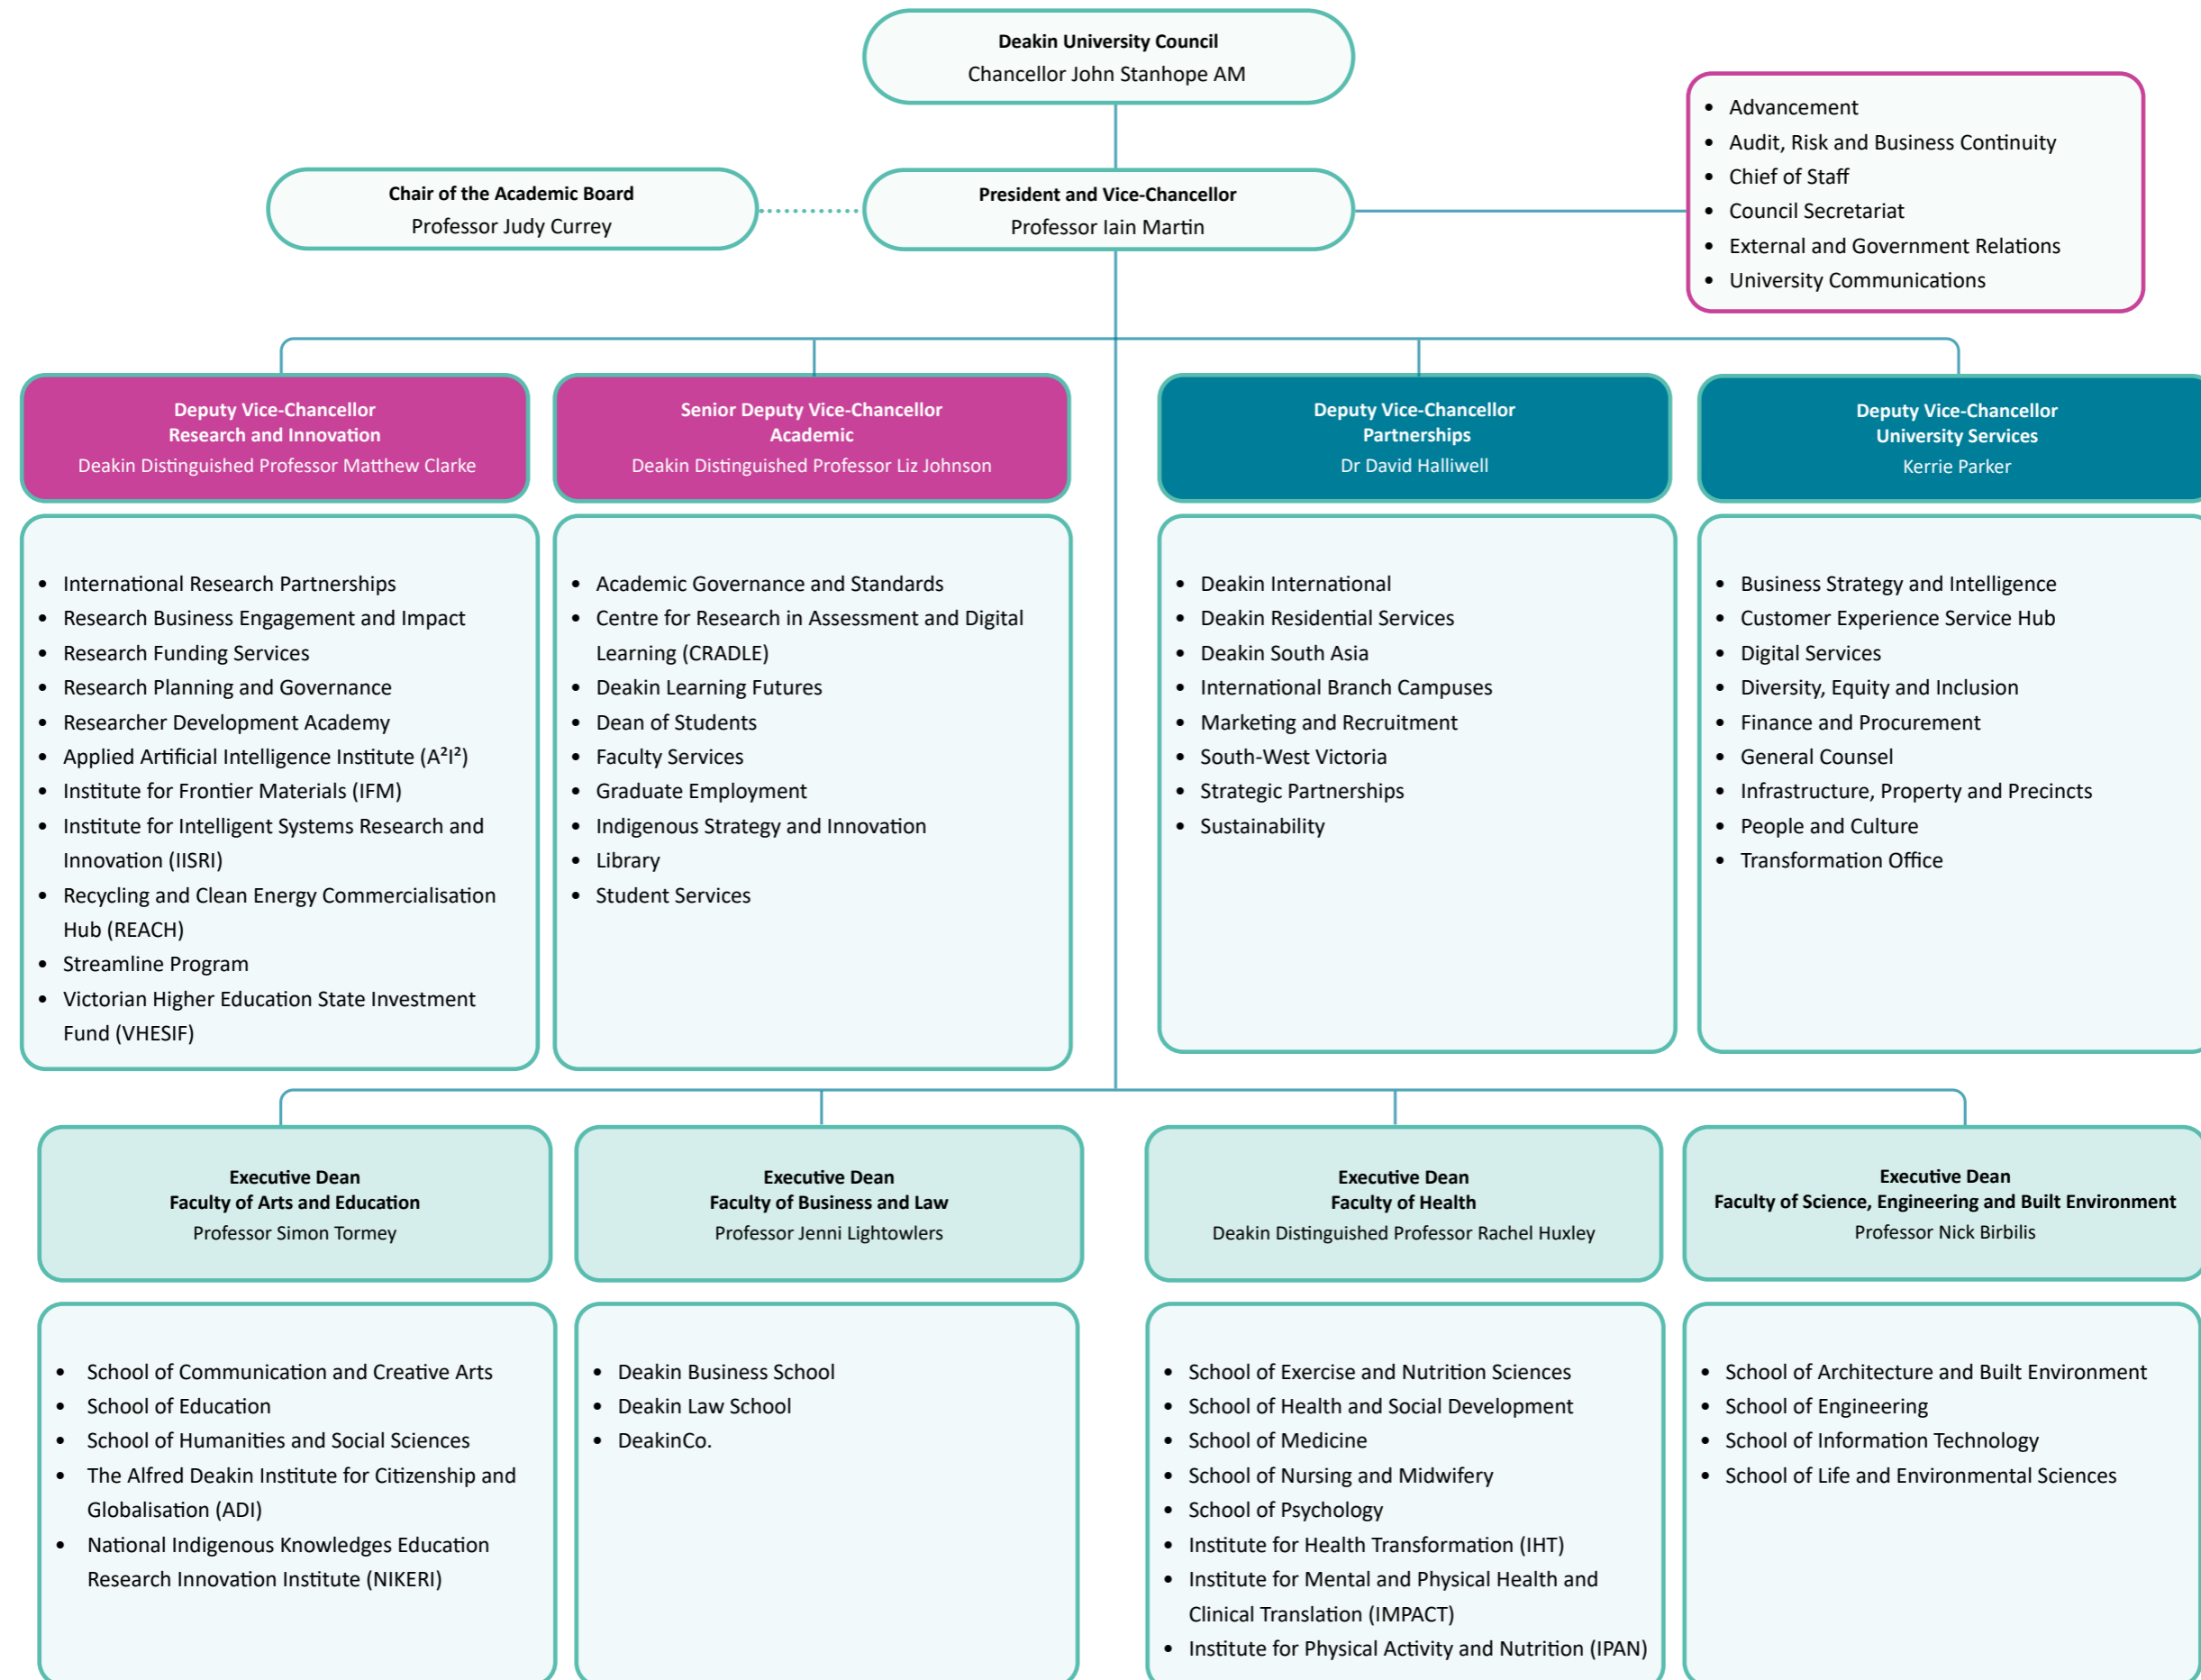 Deakin University Council
Chancellor John Stanhope AM
• Advancement
• Audit, Risk and Business Continuity
• Chief of Staff
• Council Secretariat
• External and Government Relations
• University Communications
Chair of the Academic Board
Professor Judy Currey
President and Vice-Chancellor
Professor Iain Martin
Deputy Vice-Chancellor
Research and Innovation
Deakin Distinguished Professor Matthew Clarke
• International Research Partnerships
• Research Business Engagement and Impact
• Research Funding Services
• Research Planning and Governance
• Researcher Development Academy
• Applied Artificial Intelligence Institute (A²I²)
• Institute for Frontier Materials (IFM)
• Institute for Intelligent Systems Research and
Innovation (IISRI)
• Recycling and Clean Energy Commercialisation
Hub (REACH)
• Streamline Program
• Victorian Higher Education State Investment
Fund (VHESIF)
Senior Deputy Vice-Chancellor
Academic
Deakin Distinguished Professor Liz Johnson
• Academic Governance and Standards
• Centre for Research in Assessment and Digital
Learning (CRADLE)
• Deakin Learning Futures
• Dean of Students
• Faculty Services
• Graduate Employment
• Indigenous Strategy and Innovation
• Library
• Student Services
Deputy Vice-Chancellor
Partnerships
Dr David Halliwell
• Deakin International
• Deakin Residential Services
• Deakin South Asia
• International Branch Campuses
• Marketing and Recruitment
• South-West Victoria
• Strategic Partnerships
• Sustainability
Deputy Vice-Chancellor
University Services
Kerrie Parker
• Business Strategy and Intelligence
• Customer Experience Service Hub
• Digital Services
• Diversity, Equity and Inclusion
• Finance and Procurement
• General Counsel
• Infrastructure, Property and Precincts
• People and Culture
• Transformation Office
Executive Dean
Faculty of Arts and Education
Professor Simon Tormey
• School of Communication and Creative Arts
• School of Education
• School of Humanities and Social Sciences
• The Alfred Deakin Institute for Citizenship and
Globalisation (ADI)
• National Indigenous Knowledges Education
Research Innovation Institute (NIKERI)
Executive Dean
Faculty of Business and Law
Professor Jenni Lightowlers
• Deakin Business School
• Deakin Law School
• DeakinCo.
Executive Dean
Faculty of Health
Deakin Distinguished Professor Rachel Huxley
• School of Exercise and Nutrition Sciences
• School of Health and Social Development
• School of Medicine
• School of Nursing and Midwifery
• School of Psychology
• Institute for Health Transformation (IHT)
• Institute for Mental and Physical Health and
Clinical Translation (IMPACT)
• Institute for Physical Activity and Nutrition (IPAN)
Executive Dean
Faculty of Science, Engineering and Built Environment
Professor Nick Birbilis
• School of Architecture and Built Environment
• School of Engineering
• School of Information Technology
• School of Life and Environmental Sciences